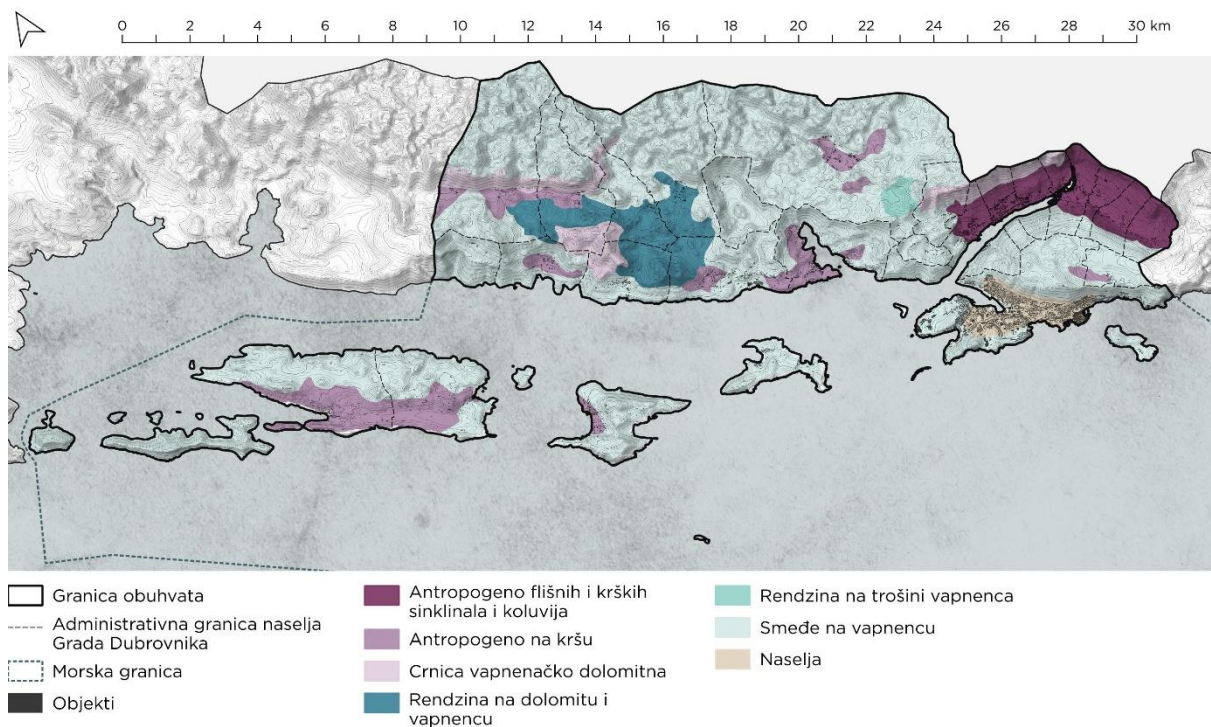 0 2 4 6 8 10 12 14 16 18 20 22 24 26 28 30 km
Granica obuhvata
Administrativna granica naselja
Grada Dubrovnika
Morska granica
Objekti
Antropogeno flišnih i krških
sinklinala i koluvija
Antropogeno na kršu
Crnica vapnenačko dolomitna
Rendzina na dolomitu i
vapnencu
Rendzina na trošini vapnenca
Smeđe na vapnencu
Naselja